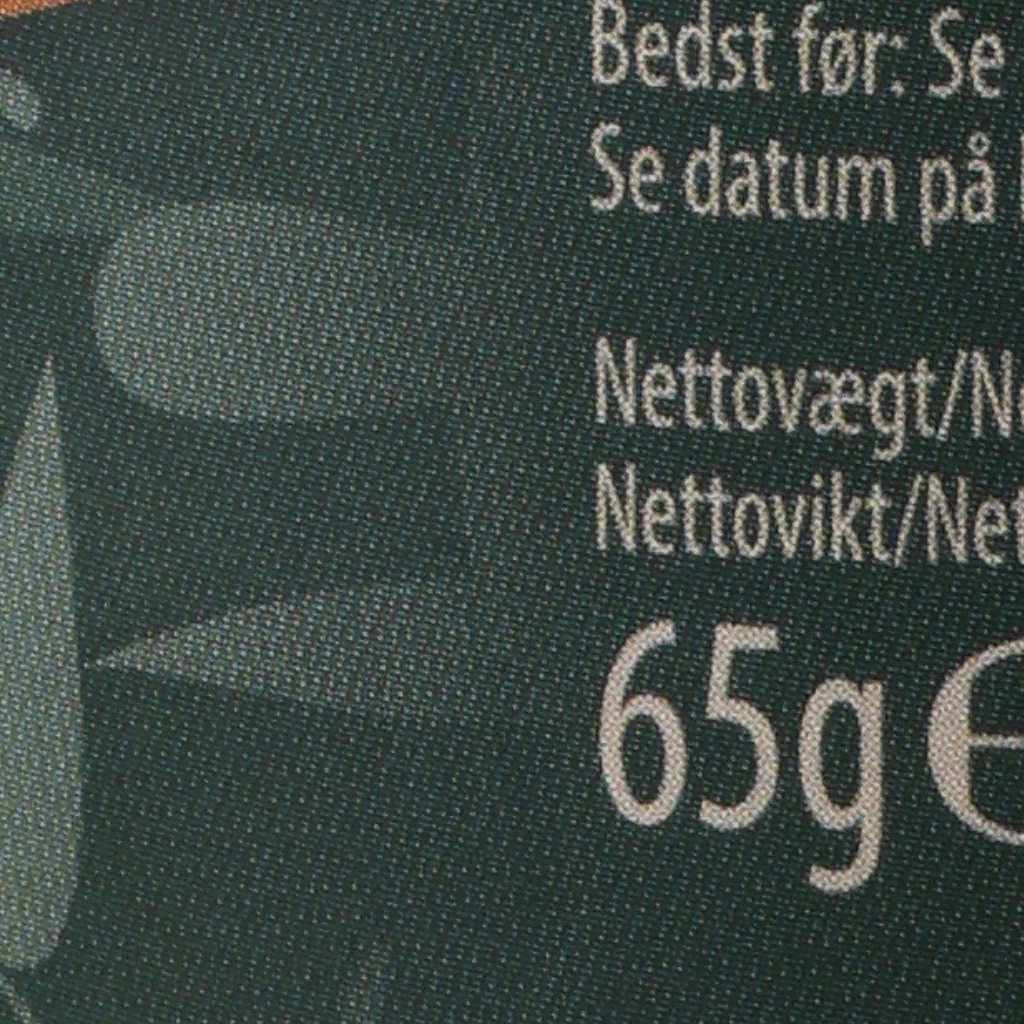 Bedst før: Se
Se datum på
Nettovægt/
Nettovikt/
65g ℮